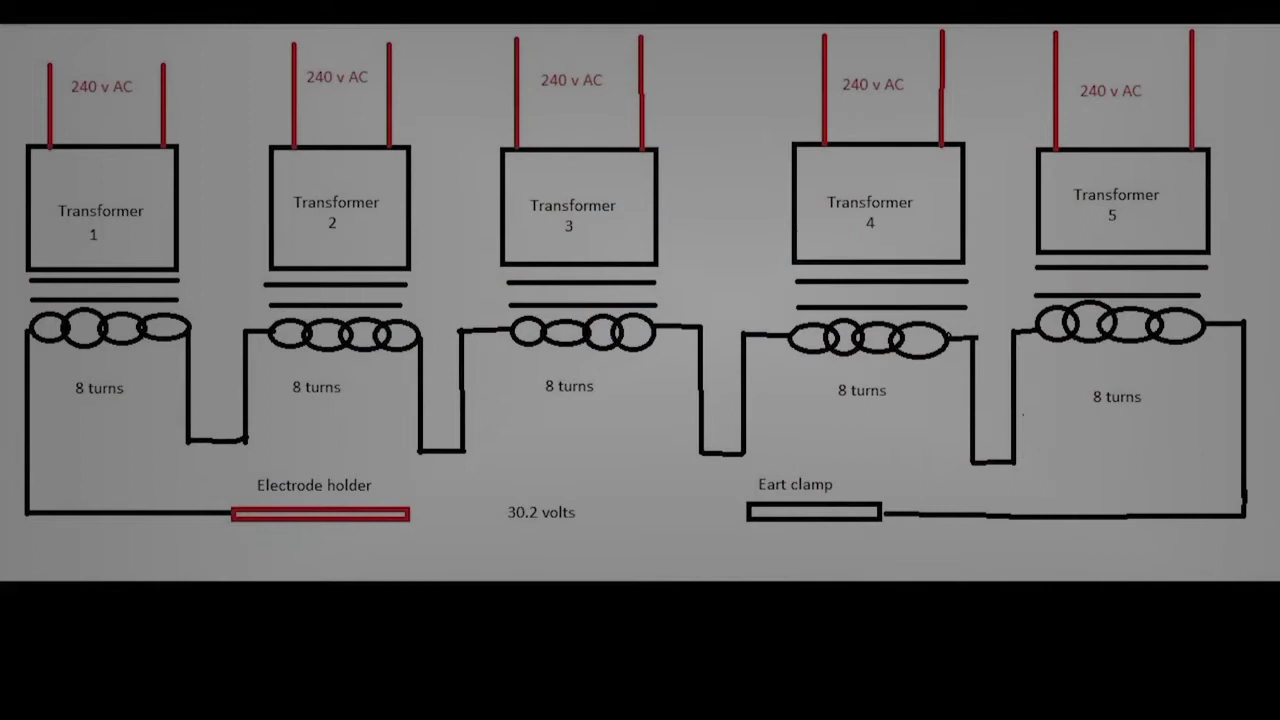 240 v AC
240 v AC
240 v AC
240 v AC
240 v AC
Transformer
1
Transformer
2
Transformer
3
Transformer
4
Transformer
5
8 turns
8 turns
8 turns
8 turns
8 turns
Electrode holder
30.2 volts
Eart clamp